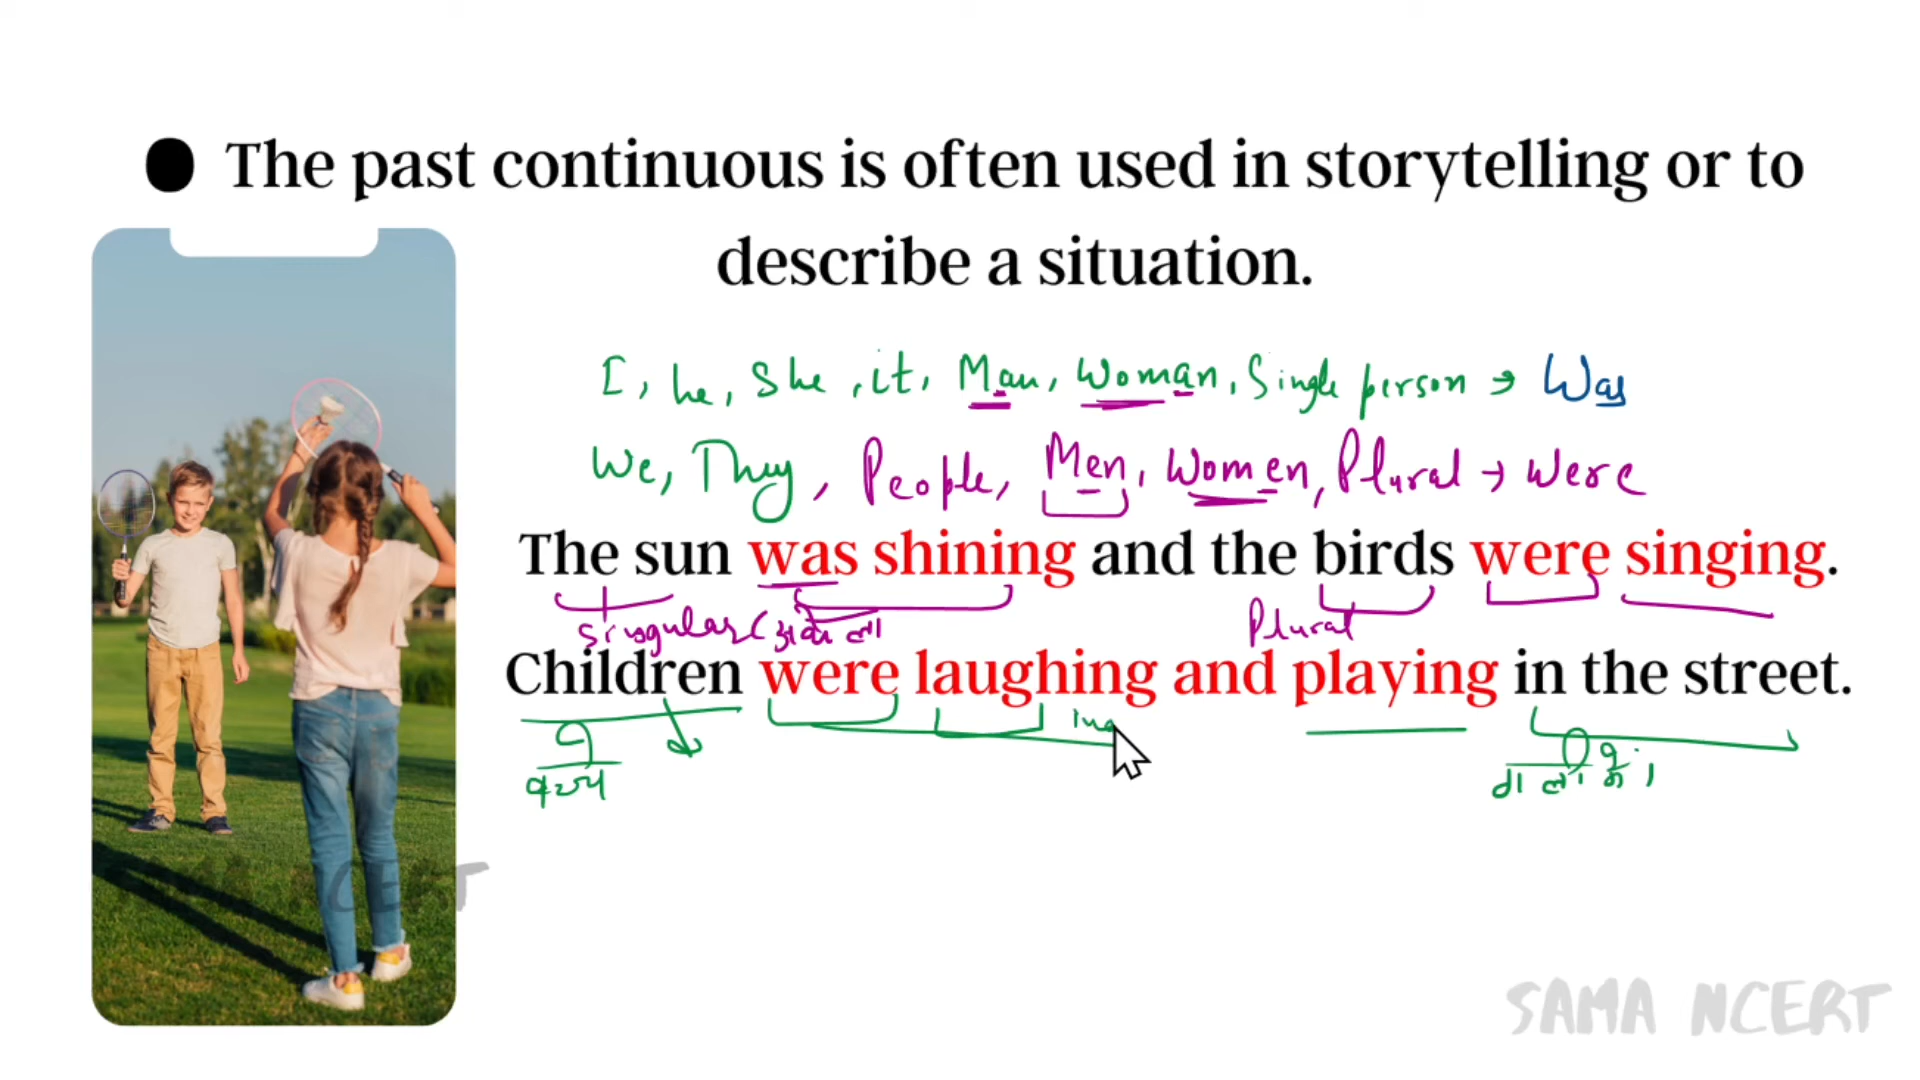 The past continuous is often used in storytelling or to
describe a situation.
I, he, She, it, Man, Woman, Single person → Was
We, They, People, Men, Women, Plural → Were
The sun was shining and the birds were singing.
Singular Plural
Children were laughing and playing in the street.
ing
SAMA NCERT